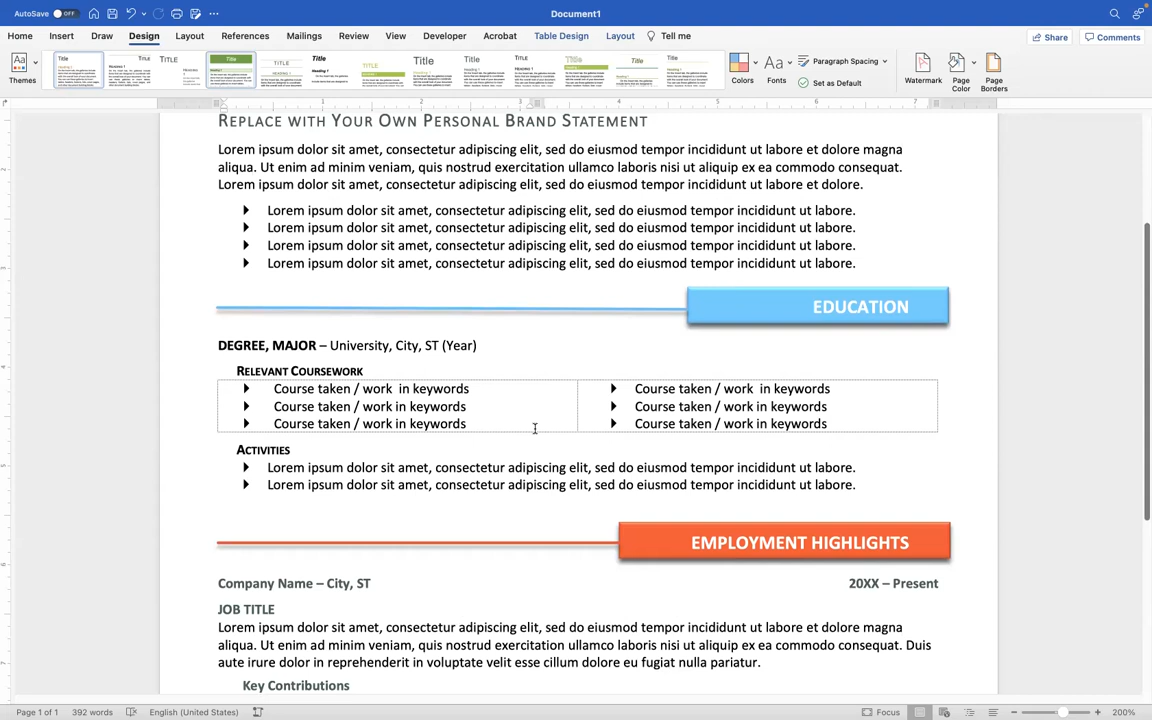 AutoSave OFF
Document1
Home Insert Draw Design Layout References Mailings Review View Developer Acrobat Table Design Layout Tell me
Share Comments
Themes
Colors Fonts Paragraph Spacing Set as Default Watermark Page Color Page Borders
REPLACE WITH YOUR OWN PERSONAL BRAND STATEMENT
Lorem ipsum dolor sit amet, consectetur adipiscing elit, sed do eiusmod tempor incididunt ut labore et dolore magna
aliqua. Ut enim ad minim veniam, quis nostrud exercitation ullamco laboris nisi ut aliquip ex ea commodo consequat.
Lorem ipsum dolor sit amet, consectetur adipiscing elit, sed do eiusmod tempor incididunt ut labore et dolore.
Lorem ipsum dolor sit amet, consectetur adipiscing elit, sed do eiusmod tempor incididunt ut labore.
Lorem ipsum dolor sit amet, consectetur adipiscing elit, sed do eiusmod tempor incididunt ut labore.
Lorem ipsum dolor sit amet, consectetur adipiscing elit, sed do eiusmod tempor incididunt ut labore.
Lorem ipsum dolor sit amet, consectetur adipiscing elit, sed do eiusmod tempor incididunt ut labore.
EDUCATION
DEGREE, MAJOR – University, City, ST (Year)
RELEVANT COURSEWORK
Course taken / work in keywords Course taken / work in keywords
Course taken / work in keywords Course taken / work in keywords
Course taken / work in keywords Course taken / work in keywords
ACTIVITIES
Lorem ipsum dolor sit amet, consectetur adipiscing elit, sed do eiusmod tempor incididunt ut labore.
Lorem ipsum dolor sit amet, consectetur adipiscing elit, sed do eiusmod tempor incididunt ut labore.
EMPLOYMENT HIGHLIGHTS
Company Name – City, ST 20XX – Present
JOB TITLE
Lorem ipsum dolor sit amet, consectetur adipiscing elit, sed do eiusmod tempor incididunt ut labore et dolore magna
aliqua. Ut enim ad minim veniam, quis nostrud exercitation ullamco laboris nisi ut aliquip ex ea commodo consequat. Duis
aute irure dolor in reprehenderit in voluptate velit esse cillum dolore eu fugiat nulla pariatur.
Key Contributions
Page 1 of 1 392 words English (United States) Focus 200%